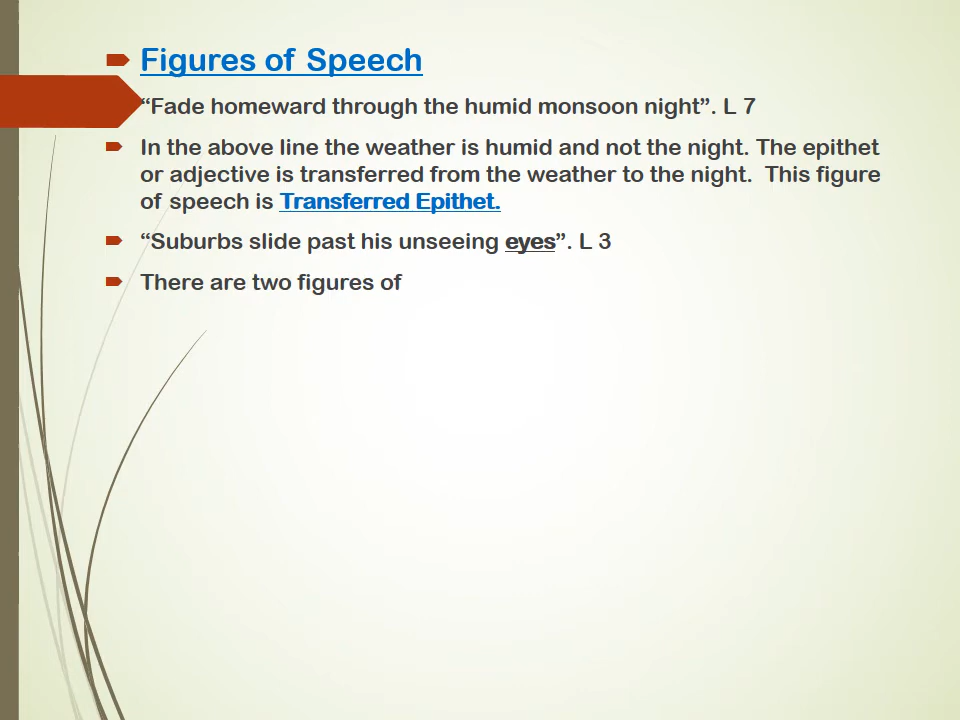 Figures of Speech
“Fade homeward through the humid monsoon night”. L 7
In the above line the weather is humid and not the night. The epithet
or adjective is transferred from the weather to the night.  This figure
of speech is Transferred Epithet.
“Suburbs slide past his unseeing eyes”. L 3
There are two figures of